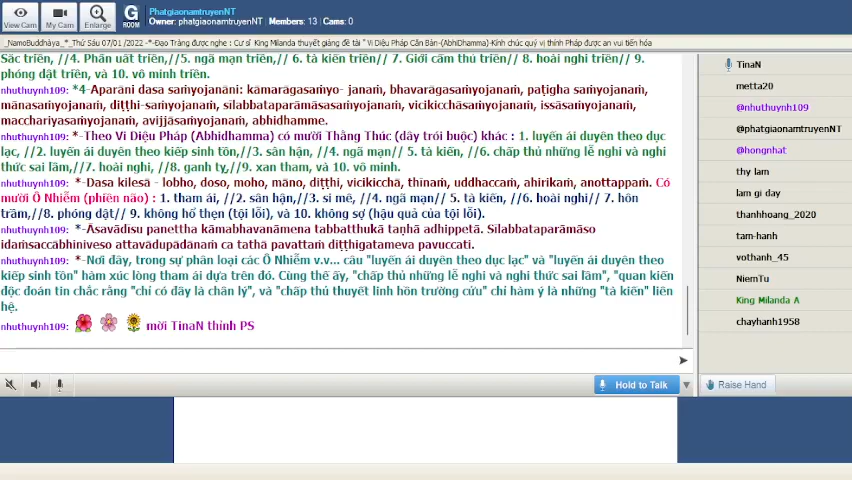 View Cam
My Cam
Enlarge
G
ROOM
PhatgiaonamtruyenNT
Owner: phatgiaonamtruyenNT Members: 13 | Cams: 0
_NamoBuddhàya_*_Thứ Sáu 07/01 /2022 -*-Đạo Tràng được nghe : Cư sĩ King Milanda thuyết giảng đề tài " Vi Diệu Pháp Căn Bản-(AbhiDhamma)-Kính chúc quý vị thính Pháp được an vui tiến hóa
Sắc triền, //4. Phẫn uất triền,//5. ngã mạn triền,// 6. tà kiến triền// 7. Giới cấm thủ triền// 8. hoài nghi triền// 9.
phóng dật triền, và 10. vô minh triền.
nhuthuynh109: *4-Aparāni dasa saṁyojanāni: kāmarāgasaṁyo- janaṁ, bhavarāgasaṁyojanaṁ, paṭigha saṁyojanaṁ,
mānasaṁyojanaṁ, diṭṭhi-saṁyojanaṁ, sīlabbataparāmāsasaṁyojanaṁ, vicikicchāsaṁyojanaṁ, issāsaṁyojanaṁ,
macchariyasaṁyojanaṁ, avijjāsaṁyojanaṁ, abhidhamme.
nhuthuynh109: *-Theo Vi Diệu Pháp (Abhidhamma) có mười Thằng Thúc (dây trói buộc) khác : 1. luyến ái duyên theo dục
lạc, //2. luyến ái duyên theo kiếp sinh tồn,//3. sân hận, //4. ngã mạn// 5. tà kiến, //6. chấp thủ những lễ nghi và nghi
thức sai lầm,//7. hoài nghi, //8. ganh tỵ,//9. xan tham, và 10. vô minh.
nhuthuynh109: *-Dasa kilesā - lobho, doso, moho, māno, diṭṭhi, vicikicchā, thīnaṁ, uddhaccaṁ, ahirikaṁ, anottappaṁ. Có
mười Ô Nhiễm (phiền não) : 1. tham ái, //2. sân hận,//3. si mê, //4. ngã mạn// 5. tà kiến, //6. hoài nghi// 7. hôn
trầm,//8. phóng dật// 9. không hổ thẹn (tội lỗi), và 10. không sợ (hậu quả của tội lỗi).
nhuthuynh109: *-Āsavādīsu panettha kāmabhavanāmena tabbatthukā taṇhā adhippetā. Sīlabbataparāmāso
idaṁsaccābhiniveso attavādupādānaṁ ca tathā pavattaṁ diṭṭhigatameva pavuccati.
nhuthuynh109: *-Nơi đây, trong sự phân loại các Ô Nhiễm v.v... câu "luyến ái duyên theo dục lạc" và "luyến ái duyên theo
kiếp sinh tồn" hàm xúc lòng tham ái dựa trên đó. Cùng thế ấy, "chấp thủ những lễ nghi và nghi thức sai lầm", "quan kiến
độc đoán tin chắc rằng "chỉ có đây là chân lý", và "chấp thủ thuyết linh hồn trường cửu" chỉ hàm ý là những "tà kiến" liên
hệ.
nhuthuynh109: mời TinaN thỉnh PS
Hold to Talk
Raise Hand
TinaN
metta20
@nhuthuynh109
@phatgiaonamtruyenNT
@hongnhat
thy lam
lam gi day
thanhhoang_2020
tam-hanh
vothanh_45
NiemTu
King Milanda A
chayhanh1958